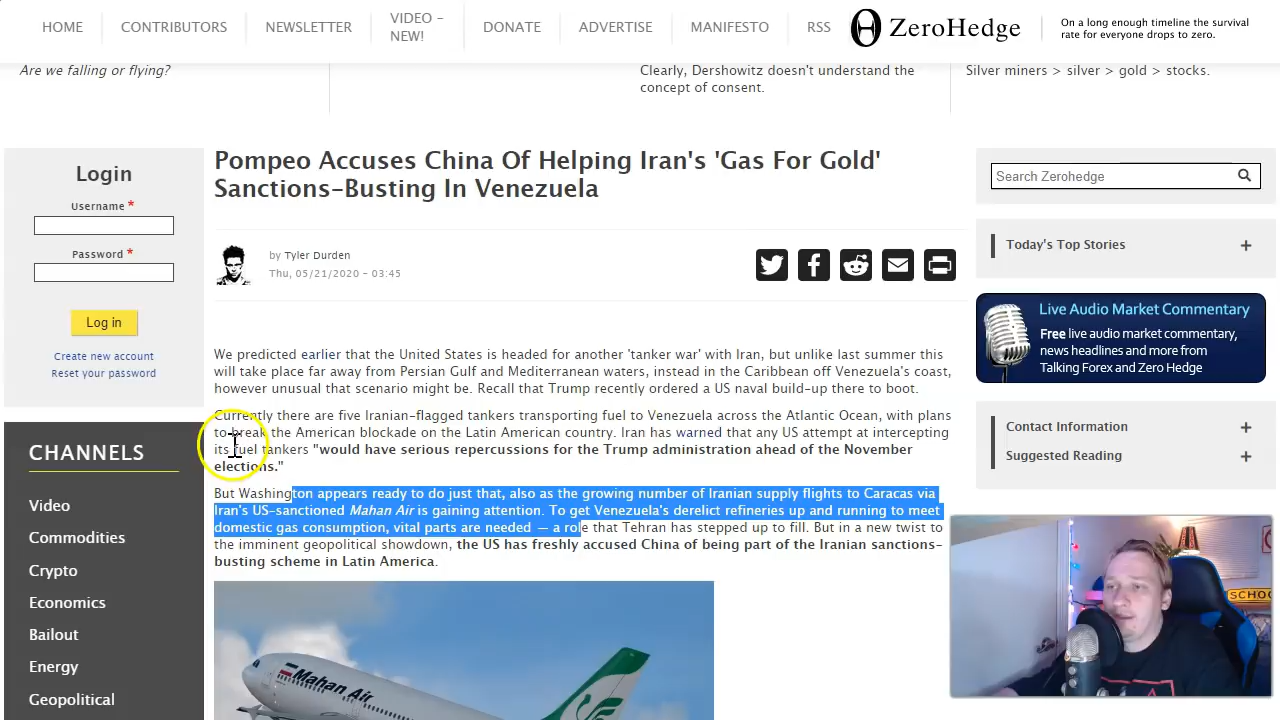 HOME
CONTRIBUTORS
NEWSLETTER
VIDEO –
NEW!
DONATE
ADVERTISE
MANIFESTO
RSS
ZeroHedge
On a long enough timeline the survival
rate for everyone drops to zero.
Are we falling or flying?
Clearly, Dershowitz doesn't understand the
concept of consent.
Silver miners > silver > gold > stocks.
Login
Username *
Password *
Log in
Create new account
Reset your password
CHANNELS
Video
Commodities
Crypto
Economics
Bailout
Energy
Geopolitical
Pompeo Accuses China Of Helping Iran's 'Gas For Gold'
Sanctions-Busting In Venezuela
by Tyler Durden
Thu, 05/21/2020 - 03:45
We predicted earlier that the United States is headed for another 'tanker war' with Iran, but unlike last summer this
will take place far away from Persian Gulf and Mediterranean waters, instead in the Caribbean off Venezuela's coast,
however unusual that scenario might be. Recall that Trump recently ordered a US naval build-up there to boot.
Currently there are five Iranian-flagged tankers transporting fuel to Venezuela across the Atlantic Ocean, with plans
to break the American blockade on the Latin American country. Iran has warned that any US attempt at intercepting
its fuel tankers "would have serious repercussions for the Trump administration ahead of the November
elections."
But Washington appears ready to do just that, also as the growing number of Iranian supply flights to Caracas via
Iran's US-sanctioned Mahan Air is gaining attention. To get Venezuela's derelict refineries up and running to meet
domestic gas consumption, vital parts are needed — a role that Tehran has stepped up to fill. But in a new twist to
the imminent geopolitical showdown, the US has freshly accused China of being part of the Iranian sanctions-
busting scheme in Latin America.
Mahan Air
Search Zerohedge
Today's Top Stories +
Live Audio Market Commentary
Free live audio market commentary,
news headlines and more from
Talking Forex and Zero Hedge
Contact Information +
Suggested Reading +
SCHOO